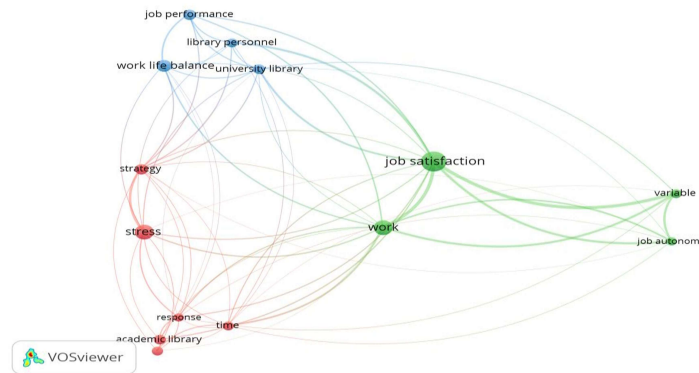 job performance
library personnel
work life balance
university library
job satisfaction
strategy
variable
stress
work
job autonom
response
time
academic library
VOSviewer